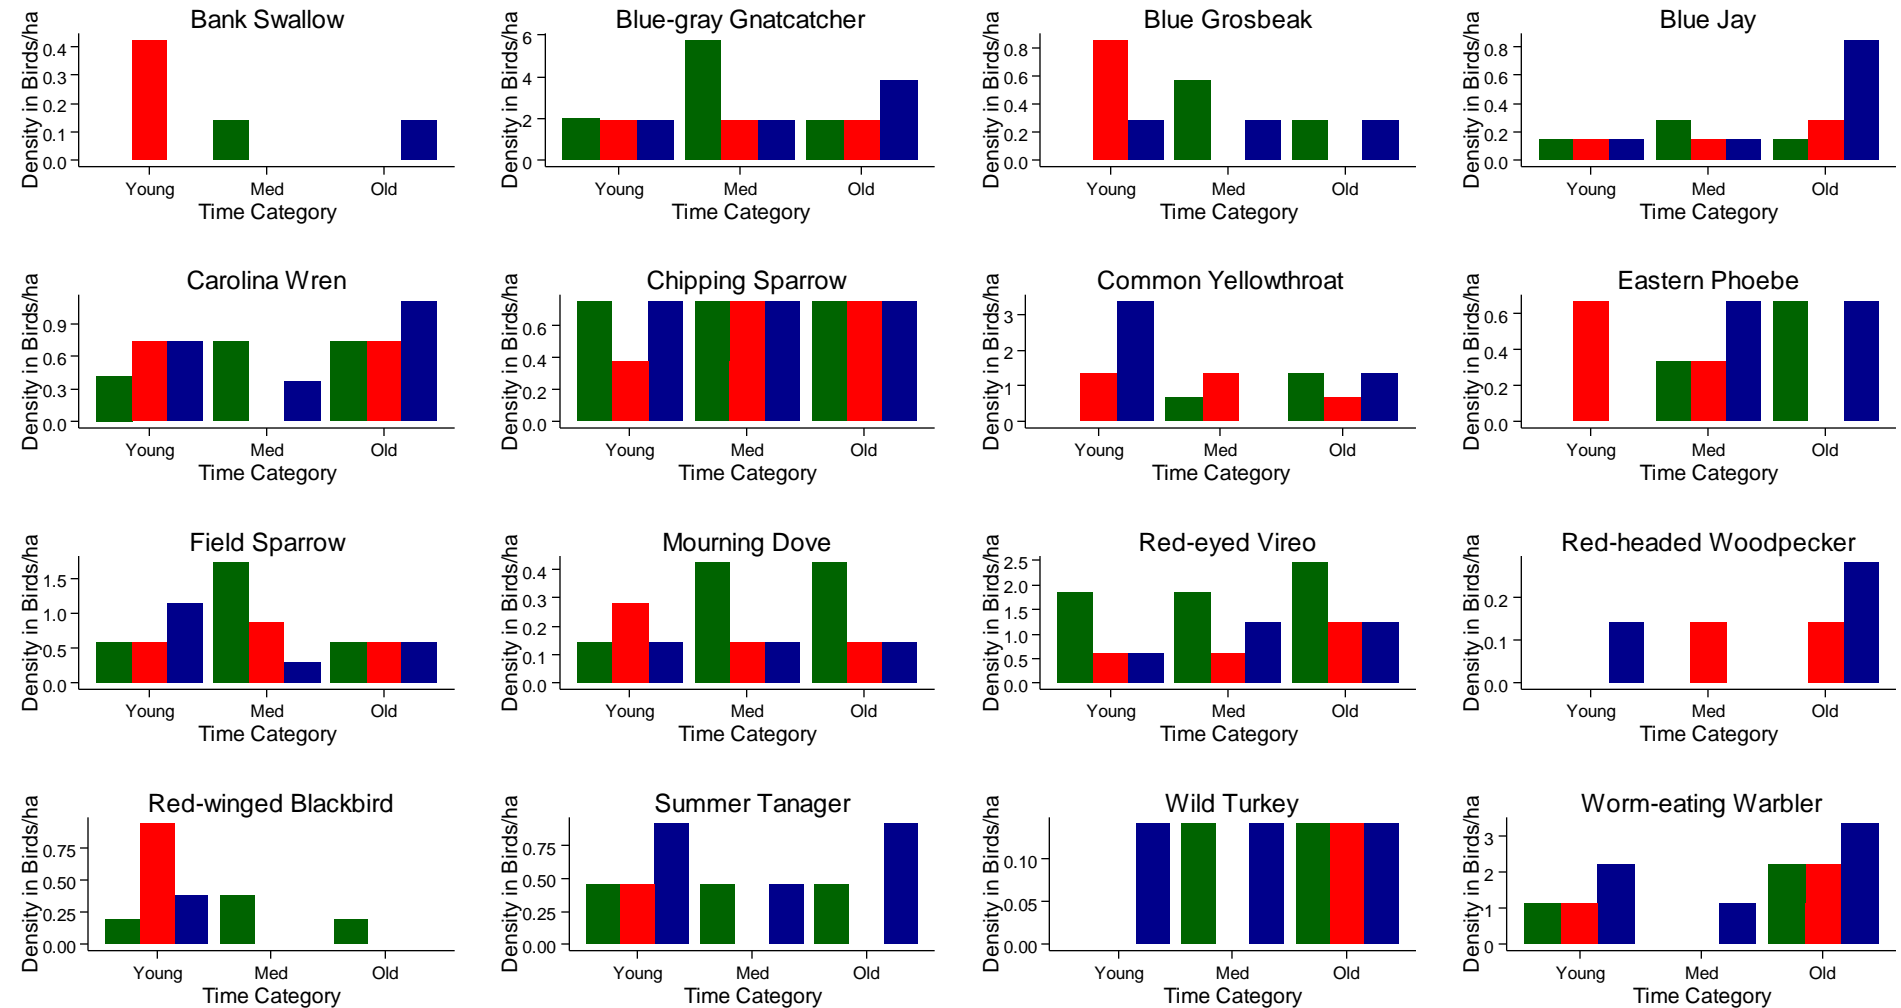 Bank Swallow
Density in Birds/ha
0.4
0.3
0.2
0.1
0.0
Young Med Old
Time Category
Blue-gray Gnatcatcher
Density in Birds/ha
6
4
2
0
Young Med Old
Time Category
Blue Grosbeak
Density in Birds/ha
0.8
0.6
0.4
0.2
0.0
Young Med Old
Time Category
Blue Jay
Density in Birds/ha
0.8
0.6
0.4
0.2
0.0
Young Med Old
Time Category
Carolina Wren
Density in Birds/ha
0.9
0.6
0.3
0.0
Young Med Old
Time Category
Chipping Sparrow
Density in Birds/ha
0.6
0.4
0.2
0.0
Young Med Old
Time Category
Common Yellowthroat
Density in Birds/ha
3
2
1
0
Young Med Old
Time Category
Eastern Phoebe
Density in Birds/ha
0.6
0.4
0.2
0.0
Young Med Old
Time Category
Field Sparrow
Density in Birds/ha
1.5
1.0
0.5
0.0
Young Med Old
Time Category
Mourning Dove
Density in Birds/ha
0.4
0.3
0.2
0.1
0.0
Young Med Old
Time Category
Red-eyed Vireo
Density in Birds/ha
2.5
2.0
1.5
1.0
0.5
0.0
Young Med Old
Time Category
Red-headed Woodpecker
Density in Birds/ha
0.2
0.1
0.0
Young Med Old
Time Category
Red-winged Blackbird
Density in Birds/ha
0.75
0.50
0.25
0.00
Young Med Old
Time Category
Summer Tanager
Density in Birds/ha
0.75
0.50
0.25
0.00
Young Med Old
Time Category
Wild Turkey
Density in Birds/ha
0.10
0.05
0.00
Young Med Old
Time Category
Worm-eating Warbler
Density in Birds/ha
3
2
1
0
Young Med Old
Time Category